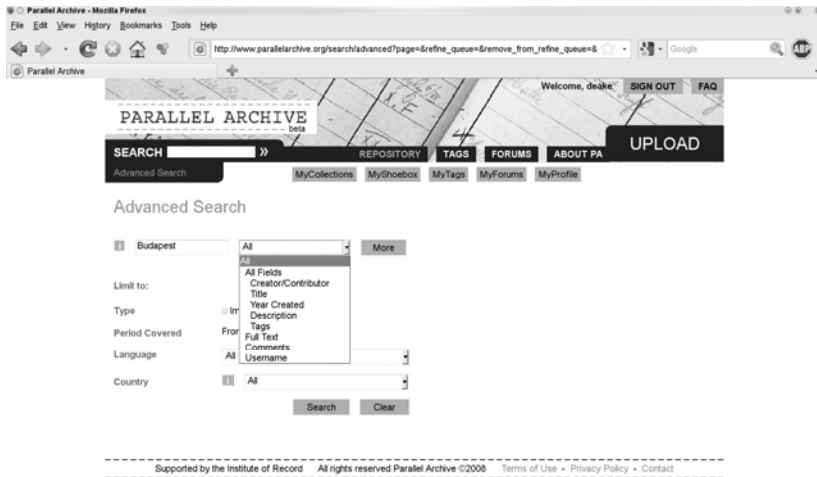 Parallel Archive - Mozilla Firefox
File Edit View History Bookmarks Tools Help
http://www.parallelarchive.org/search/advanced?page=&refine_queue=&remove_from_refine_queue=&
Google
ABP
Parallel Archive
Welcome, deake SIGN OUT FAQ
PARALLEL ARCHIVE
beta
UPLOAD
SEARCH » REPOSITORY TAGS FORUMS ABOUT PA
Advanced Search MyCollections MyShoebox MyTags MyForums MyProfile
Advanced Search
i Budapest All More
All
All Fields
Creator/Contributor
Limit to:
Title
Year Created
Type Im
Description
Tags
Period Covered From
Full Text
Comments
Language All
Username
Country i All
Search Clear
Supported by the Institute of Record All rights reserved Parallel Archive ©2008 Terms of Use - Privacy Policy - Contact